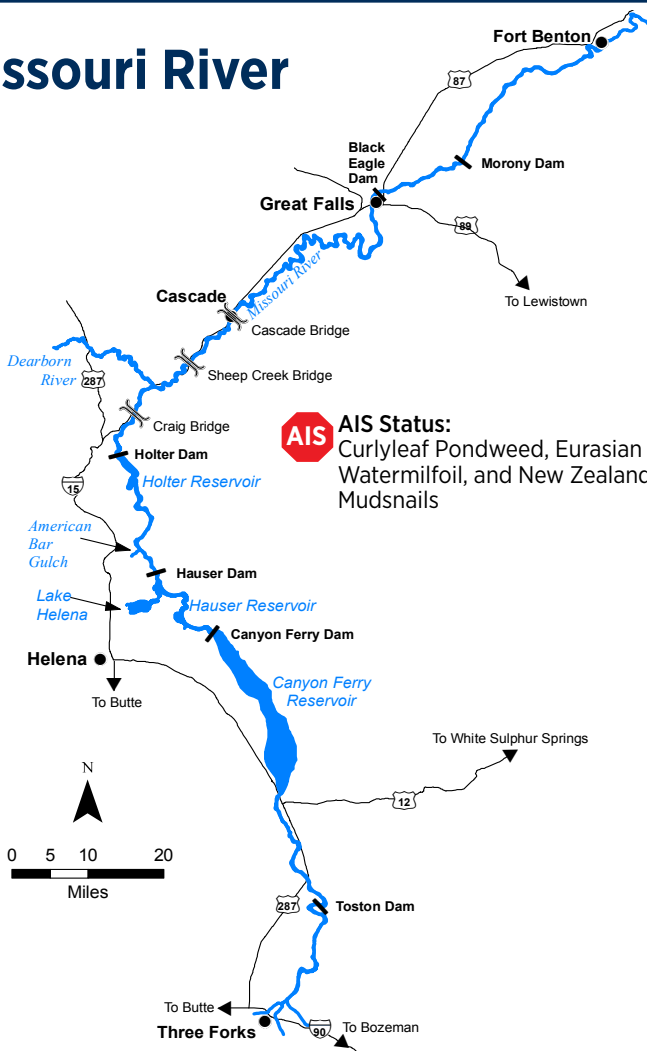 ssouri River
Fort Benton
87
Black
Eagle
Dam
Morony Dam
Great Falls
89
To Lewistown
Missouri River
Cascade
Cascade Bridge
Sheep Creek Bridge
Dearborn
River
287
Craig Bridge
AIS
AIS Status:
Curlyleaf Pondweed, Eurasian
Watermilfoil, and New Zealand
Mudsnails
Holter Dam
Holter Reservoir
15
American
Bar
Gulch
Hauser Dam
Lake
Helena
Hauser Reservoir
Canyon Ferry Dam
Helena
To Butte
Canyon Ferry
Reservoir
To White Sulphur Springs
12
N
0 5 10 20
Miles
287
Toston Dam
To Butte
Three Forks
90
To Bozeman